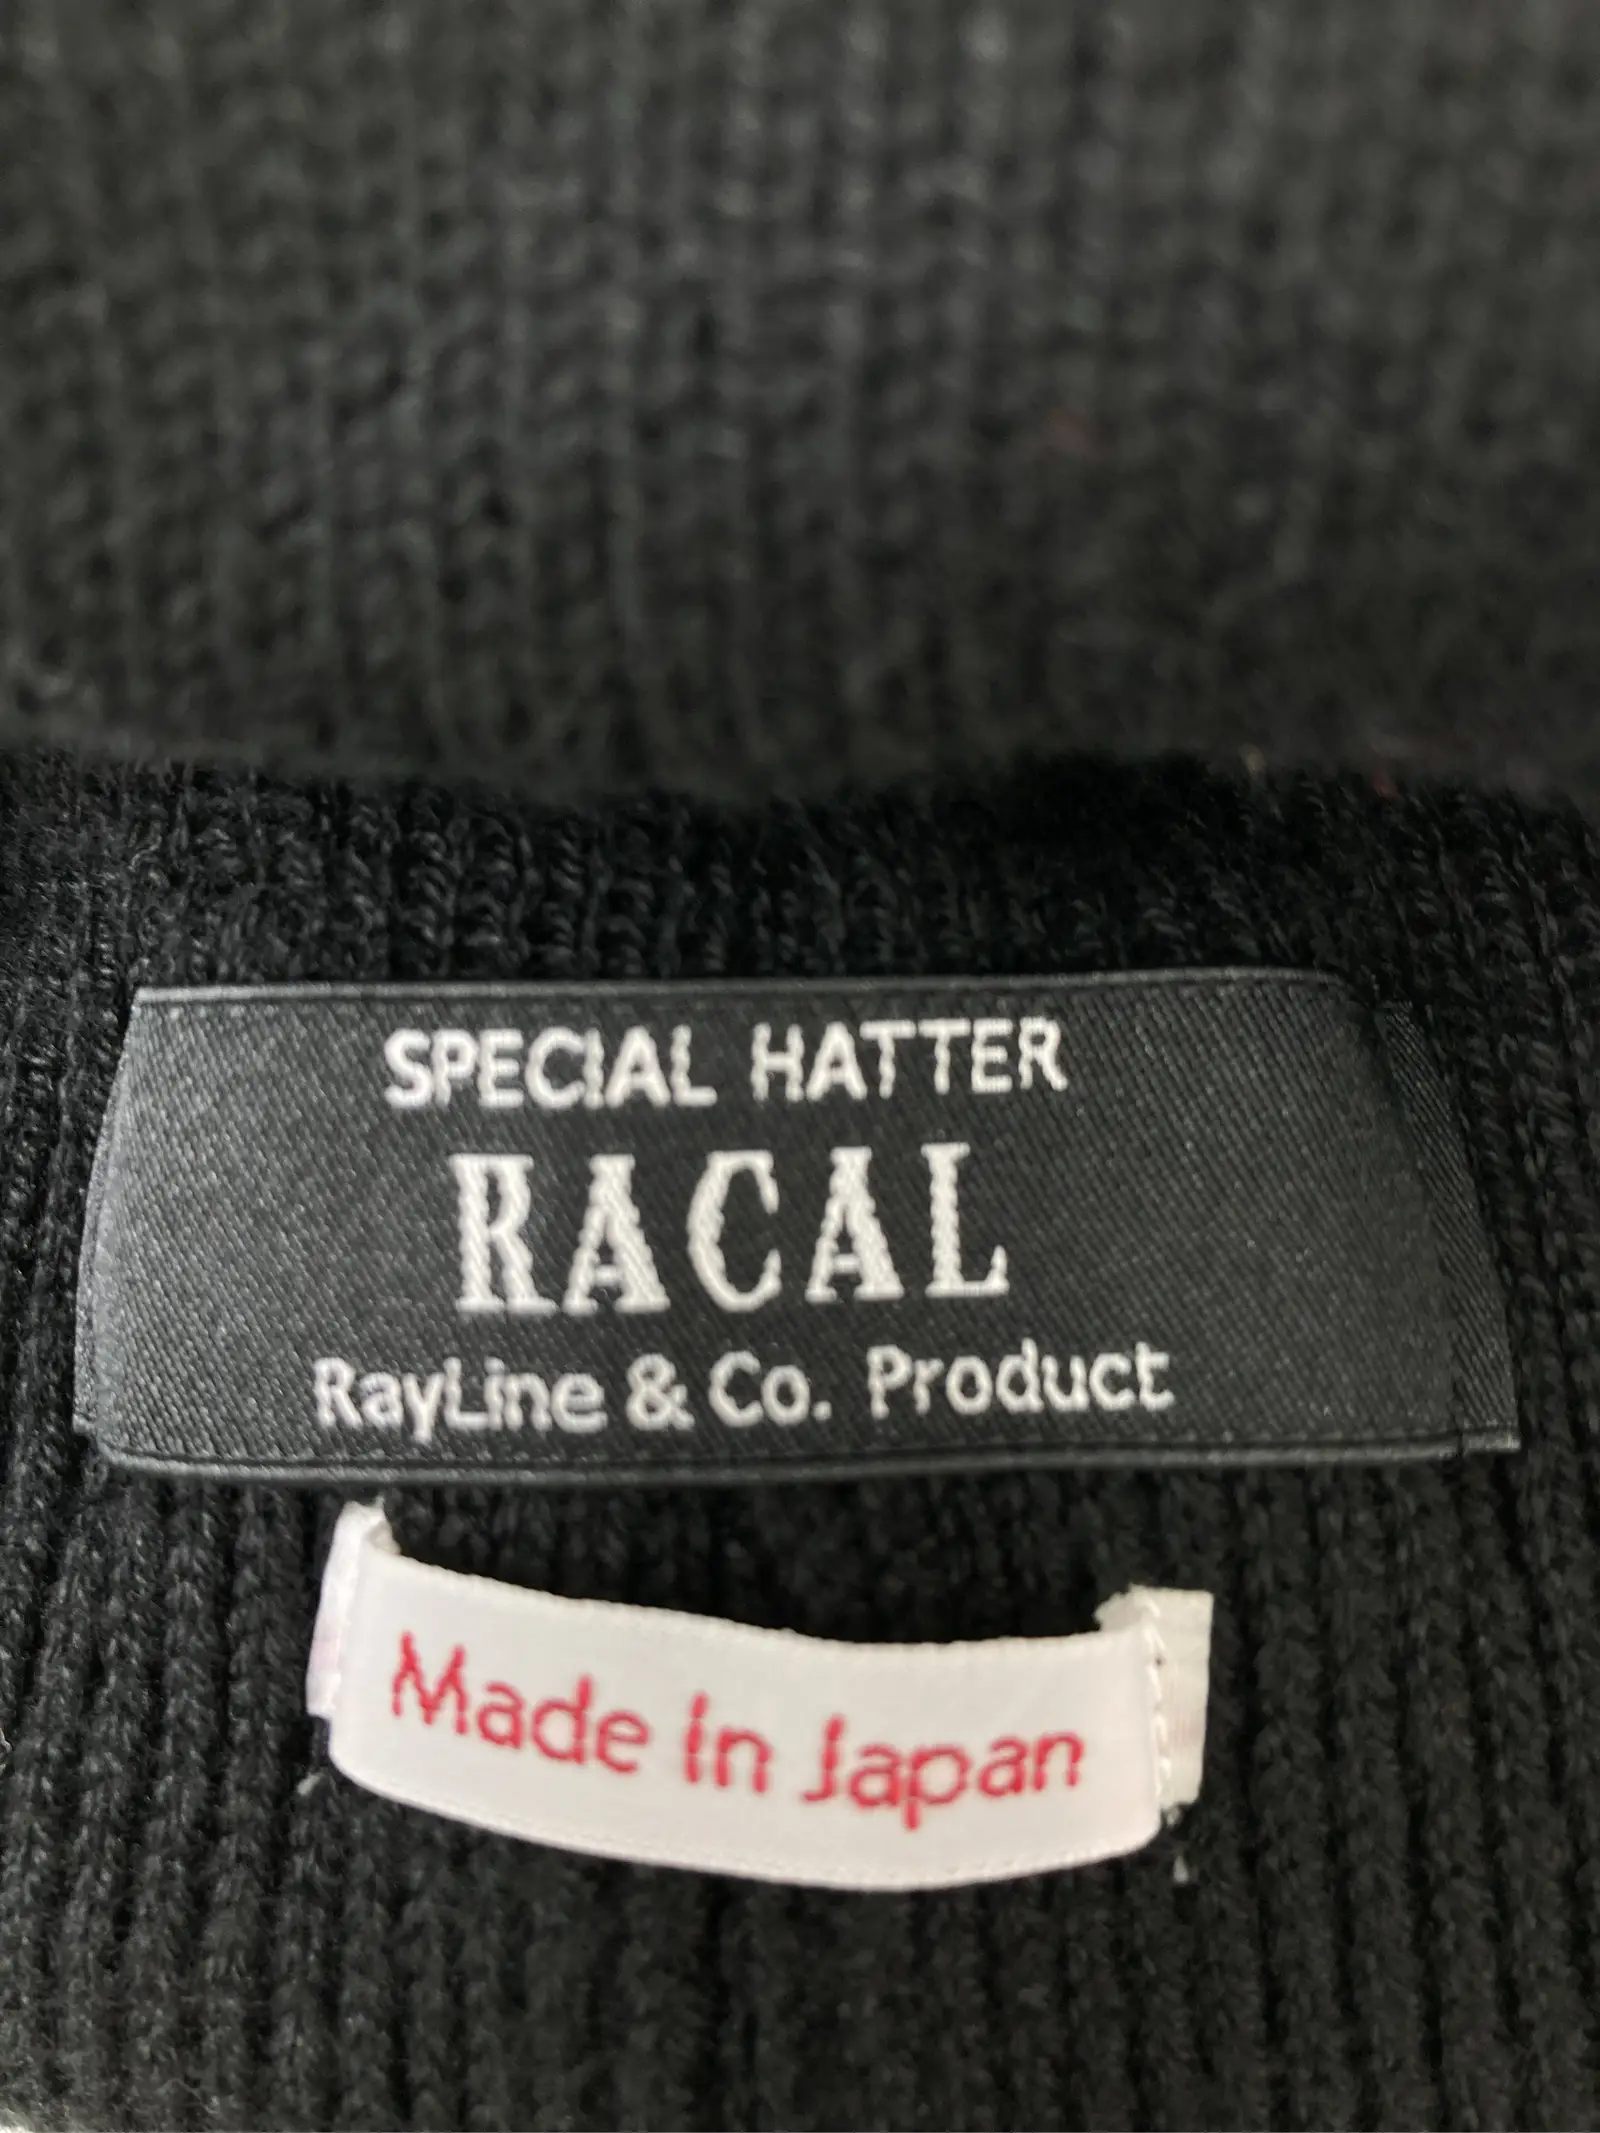 SPECIAL HATTER
RACAL
RayLine & Co. Product
Made In Japan